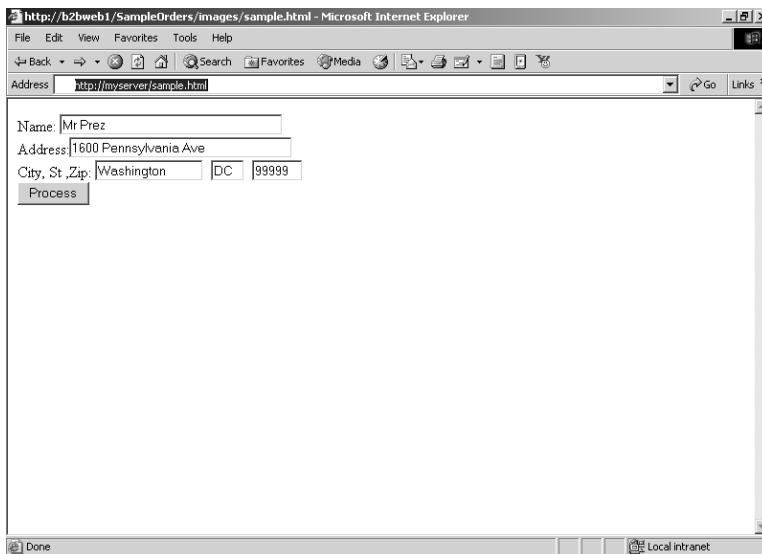 http://b2bweb1/SampleOrders/images/sample.html - Microsoft Internet Explorer
File Edit View Favorites Tools Help
Back Search Favorites Media
Address http://myserver/sample.html Go Links
Name: Mr Prez
Address: 1600 Pennsylvania Ave
City, St ,Zip: Washington DC 99999
Process
Done Local intranet